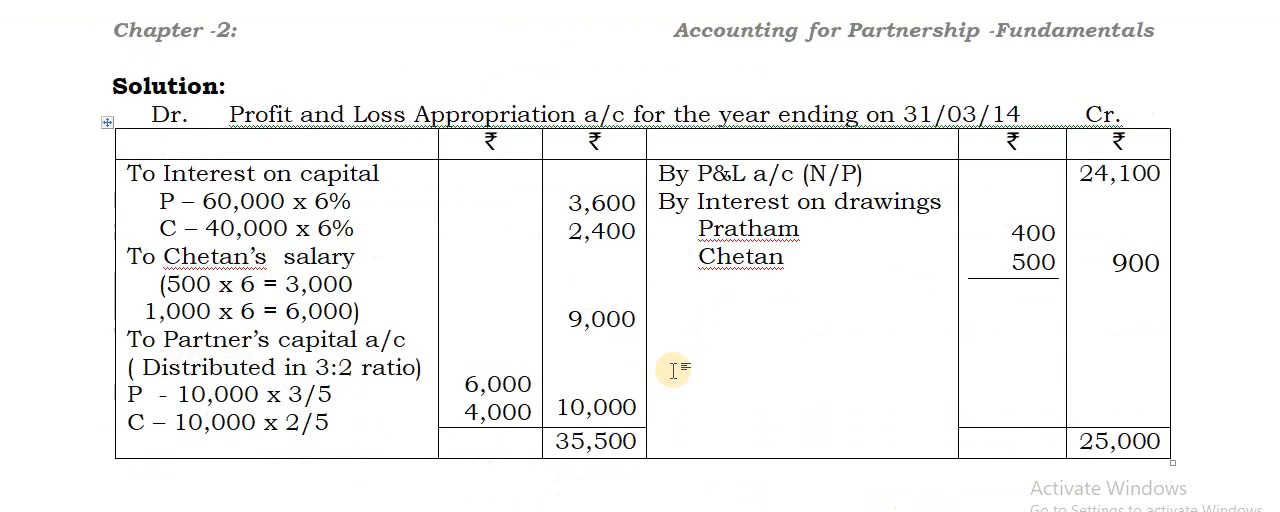 Chapter -2: Accounting for Partnership -Fundamentals
Solution:
Dr. Profit and Loss Appropriation a/c for the year ending on 31/03/14 Cr.
₹ ₹ ₹ ₹
To Interest on capital By P&L a/c (N/P) 24,100
P – 60,000 x 6% 3,600 By Interest on drawings
C – 40,000 x 6% 2,400 Pratham 400
To Chetan's salary Chetan 500 900
(500 x 6 = 3,000
1,000 x 6 = 6,000) 9,000
To Partner's capital a/c
( Distributed in 3:2 ratio)
P - 10,000 x 3/5 6,000
C – 10,000 x 2/5 4,000 10,000
35,500 25,000
Activate Windows
Go to Settings to activate Windows.